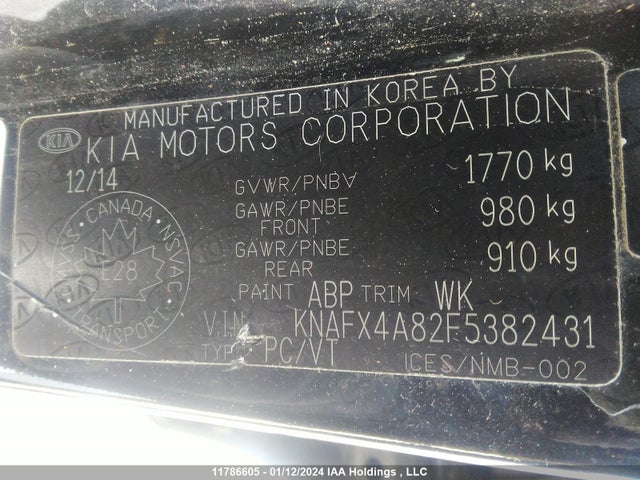 MANUFACTURED IN KOREA BY
KIA KIA MOTORS CORPORATION
12/14
GVWR/PNBV 1770 kg
GAWR/PNBE FRONT 980 kg
GAWR/PNBE REAR 910 kg
CANADA NSVAC TRANSPORT CMVSS
E28
PAINT ABP TRIM WK
V.I.N. KNAFX4A82F5382431
TYPE PC/VT
ICES/NMB-002
11786605 - 01/12/2024 IAA Holdings , LLC